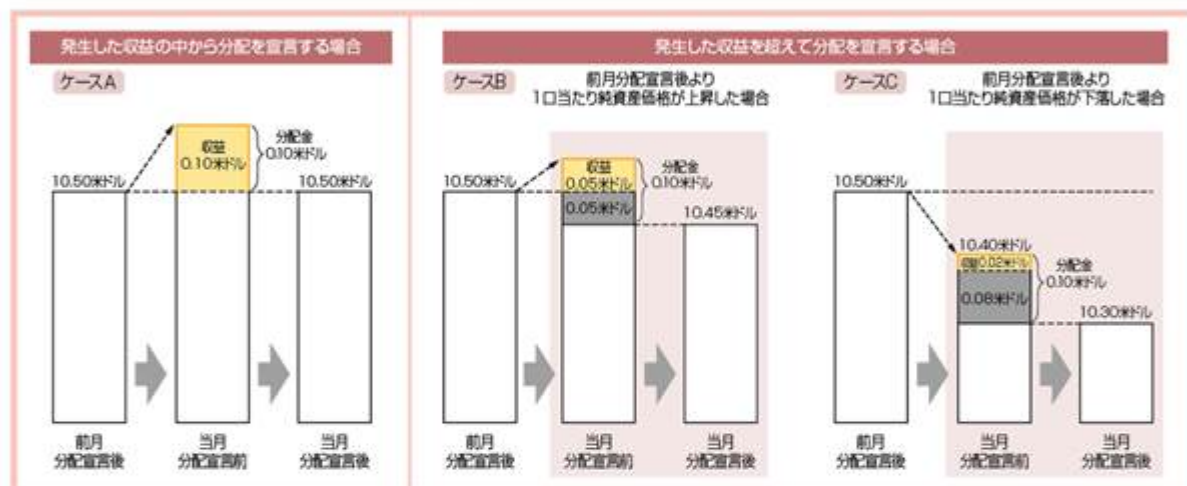 発生した収益の中から分配を宣言する場合
ケースA
収益
0.10米ドル
分配金
0.10米ドル
10.50米ドル
10.50米ドル
前月
分配宣言後
当月
分配宣言前
当月
分配宣言後
発生した収益を超えて分配を宣言する場合
ケースB
前月分配宣言後より
1口当たり純資産価格が上昇した場合
10.50米ドル
収益
0.05米ドル
0.05米ドル
分配金
0.10米ドル
10.45米ドル
前月
分配宣言後
当月
分配宣言前
当月
分配宣言後
ケースC
前月分配宣言後より
1口当たり純資産価格が下落した場合
10.50米ドル
10.40米ドル
収益0.02米ドル
0.08米ドル
分配金
0.10米ドル
10.30米ドル
前月
分配宣言後
当月
分配宣言前
当月
分配宣言後